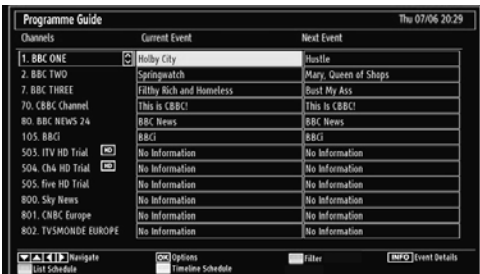 Programme Guide Thu 07/06 20:29
Channels Current Event Next Event
1. BBC ONE Holby City Hustle
2. BBC TWO Springwatch Mary, Queen of Shops
7. BBC THREE Filthy Rich and Homeless Bust My Ass
70. CBBC Channel This is CBBC! This Is CBBC!
80. BBC NEWS 24 BBC News BBC News
105. BBCi BBCi BBCi
503. ITV HD Trial HD No Information No Information
504. Ch4 HD Trial HD No Information No Information
505. five HD Trial No Information No Information
800. Sky News No Information No Information
801. CNBC Europe No Information No Information
802. TV5MONDE EUROPE No Information No Information
Navigate OK Options Filter INFO Event Details
List Schedule Timeline Schedule